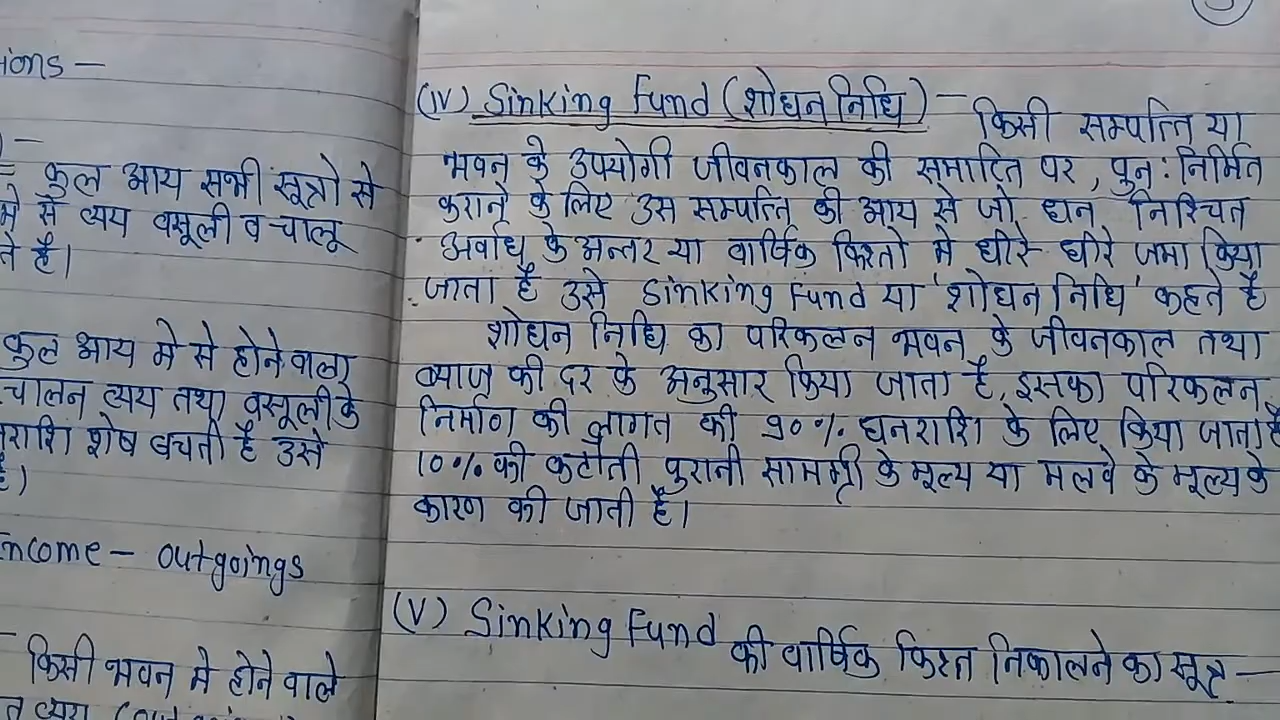 ions –
कुल आय सभी सूत्रो से
मे से व्यय वसूली व चालू
ते है।
कुल आय मे से होने वाला
चालन व्यय तथा वसूली के
नराशि शेष बचती है उसे
है)
Income – outgoings
किसी भवन मे होने वाले
(IV) Sinking Fund (शोधन निधि) – किसी सम्पत्ति या
भवन के उपयोगी जीवनकाल की समाप्ति पर, पुन: निर्मित
कराने के लिए उस सम्पत्ति की आय से जो धन निश्चित
अवधि के अन्तर या वार्षिक किश्तो मे धीरे-धीरे जमा किया
जाता है उसे Sinking Fund या 'शोधन निधि' कहते है
शोधन निधि का परिकलन भवन के जीवनकाल तथा
ब्याज की दर के अनुसार किया जाता है, इसका परिकलन
निर्माण की लागत की 90% धनराशि के लिए किया जाता है
10% की कटौती पुरानी सामग्री के मूल्य या मलवे के मूल्य के
कारण की जाती है।
(V) Sinking Fund की वार्षिक किश्त निकालने का सूत्र –